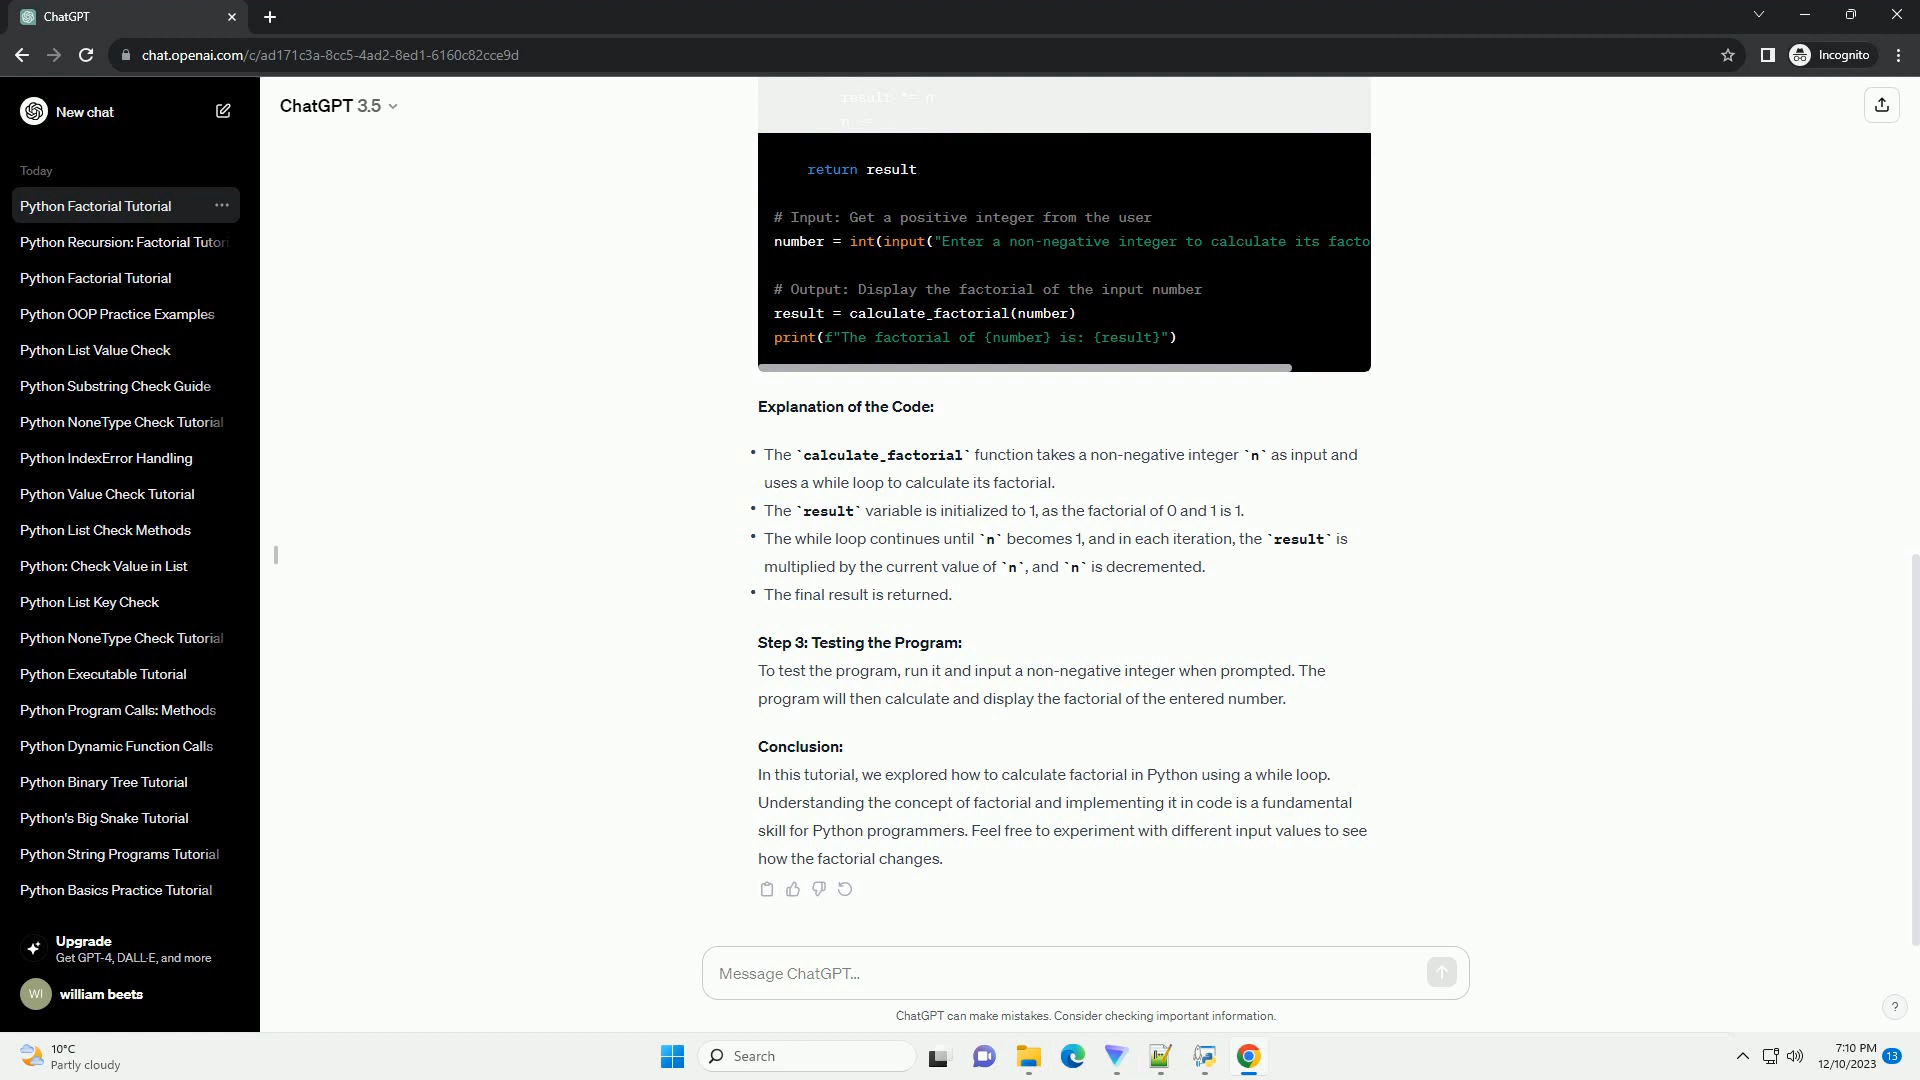 ChatGPT
chat.openai.com/c/ad171c3a-8cc5-4ad2-8ed1-6160c82cce9d
Incognito
New chat
Today
Python Factorial Tutorial
Python Recursion: Factorial Tutori
Python Factorial Tutorial
Python OOP Practice Examples
Python List Value Check
Python Substring Check Guide
Python NoneType Check Tutorial
Python IndexError Handling
Python Value Check Tutorial
Python List Check Methods
Python: Check Value in List
Python List Key Check
Python NoneType Check Tutorial
Python Executable Tutorial
Python Program Calls: Methods
Python Dynamic Function Calls
Python Binary Tree Tutorial
Python's Big Snake Tutorial
Python String Programs Tutorial
Python Basics Practice Tutorial
Upgrade
Get GPT-4, DALL·E, and more
WI
william beets
ChatGPT 3.5
result *= n
n -=
return result
# Input: Get a positive integer from the user
number = int(input("Enter a non-negative integer to calculate its facto
# Output: Display the factorial of the input number
result = calculate_factorial(number)
print(f"The factorial of {number} is: {result}")
Explanation of the Code:
• The `calculate_factorial` function takes a non-negative integer `n` as input and
uses a while loop to calculate its factorial.
• The `result` variable is initialized to 1, as the factorial of 0 and 1 is 1.
• The while loop continues until `n` becomes 1, and in each iteration, the `result` is
multiplied by the current value of `n`, and `n` is decremented.
• The final result is returned.
Step 3: Testing the Program:
To test the program, run it and input a non-negative integer when prompted. The
program will then calculate and display the factorial of the entered number.
Conclusion:
In this tutorial, we explored how to calculate factorial in Python using a while loop.
Understanding the concept of factorial and implementing it in code is a fundamental
skill for Python programmers. Feel free to experiment with different input values to see
how the factorial changes.
Message ChatGPT...
ChatGPT can make mistakes. Consider checking important information.
?
10°C
Partly cloudy
Search
7:10 PM
12/10/2023
13